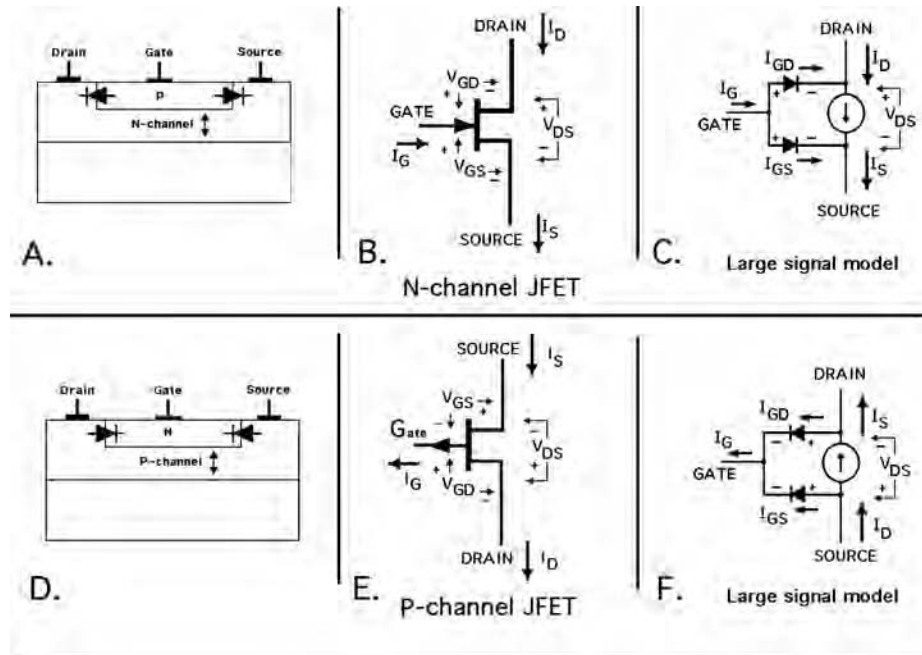 Drain Gate Source
P
N-channel
A.
DRAIN
I_D
V_GD
+ −
GATE
+ V_DS −
I_G
+ V_GS −
SOURCE
I_S
B.
N-channel JFET
DRAIN
I_GD
I_D
I_G
+ −
GATE
+ V_DS −
+ −
I_GS
I_S
SOURCE
C.
Large signal model
Drain Gate Source
N
P-channel
D.
SOURCE
I_S
V_GS
− +
Gate
− V_DS +
I_G
+ V_GD −
DRAIN
I_D
E.
P-channel JFET
DRAIN
I_GD
I_S
I_G
− +
GATE
− V_DS +
− +
I_GS
I_D
SOURCE
F.
Large signal model